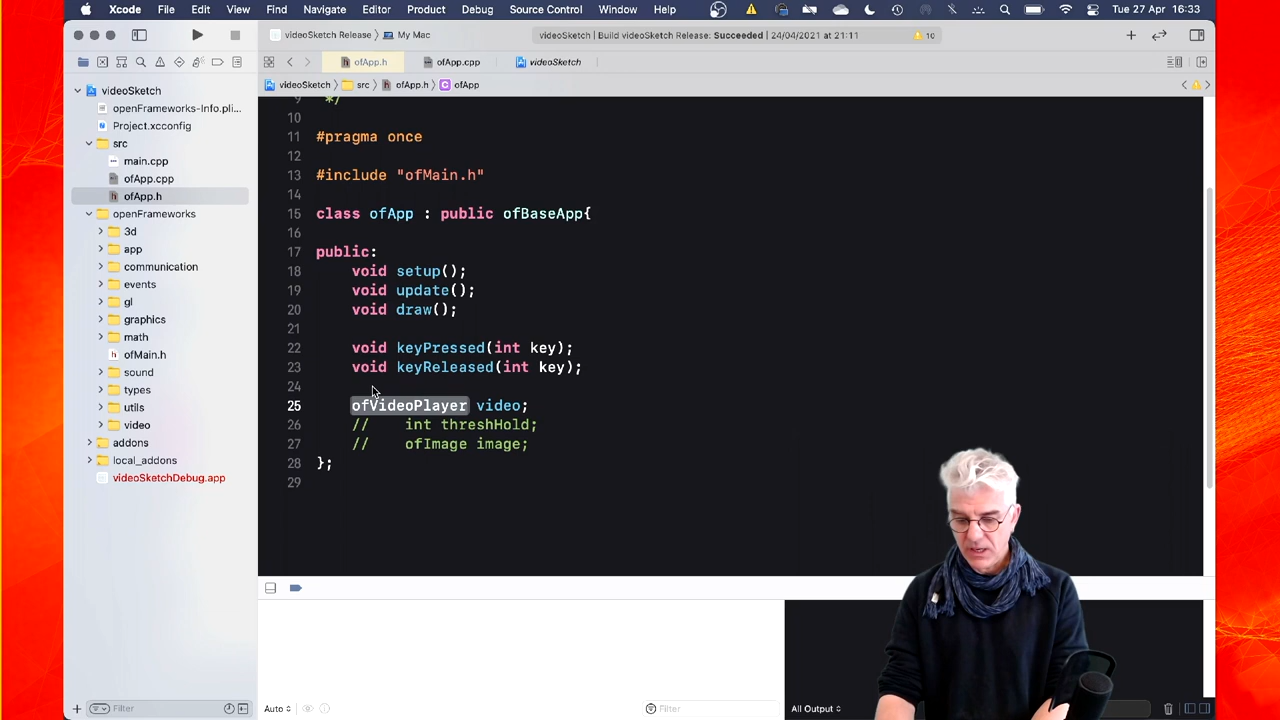 Xcode File Edit View Find Navigate Editor Product Debug Source Control Window Help Tue 27 Apr 16:33
videoSketch Release My Mac videoSketch | Build videoSketch Release: Succeeded | 24/04/2021 at 21:11 10
ofApp.h ofApp.cpp videoSketch
videoSketch src ofApp.h C ofApp
videoSketch
openFrameworks-Info.pli...
Project.xcconfig
src
main.cpp
ofApp.cpp
ofApp.h
openFrameworks
3d
app
communication
events
gl
graphics
math
ofMain.h
sound
types
utils
video
addons
local_addons
videoSketchDebug.app
Filter
9 */
10
11 #pragma once
12
13 #include "ofMain.h"
14
15 class ofApp : public ofBaseApp{
16
17 public:
18 void setup();
19 void update();
20 void draw();
21
22 void keyPressed(int key);
23 void keyReleased(int key);
24
25 ofVideoPlayer video;
26 // int threshHold;
27 // ofImage image;
28 };
29
Auto Filter All Output